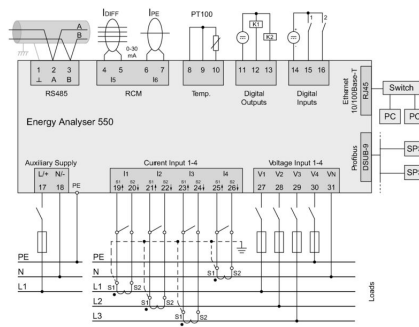 IDIFF IPE PT100
A
B
0-30 mA
K1
K2
1 2
1 2 3 4 5 6 7 8 9 10 11 12 13 14 15 16
⊥ A B I5 I6
RS485 RCM Temp. Digital Outputs Digital Inputs
Ethernet 10/100Base-T
RJ45
Switch
PC PC
Energy Analyser 550
Profibus
DSUB-9
SPS
SPS
Auxiliary Supply Current Input 1-4 Voltage Input 1-4
L/+ N/- PE I1 I2 I3 I4 V1 V2 V3 V4 VN
S1 S2 S1 S2 S1 S2 S1 S2
17 18 19 20 21 22 23 24 25 26 27 28 29 30 31
PE PE
N N
S1 S2
L1 L1
S1 S2
L2
S1 S2
L3
S1 S2
Loads